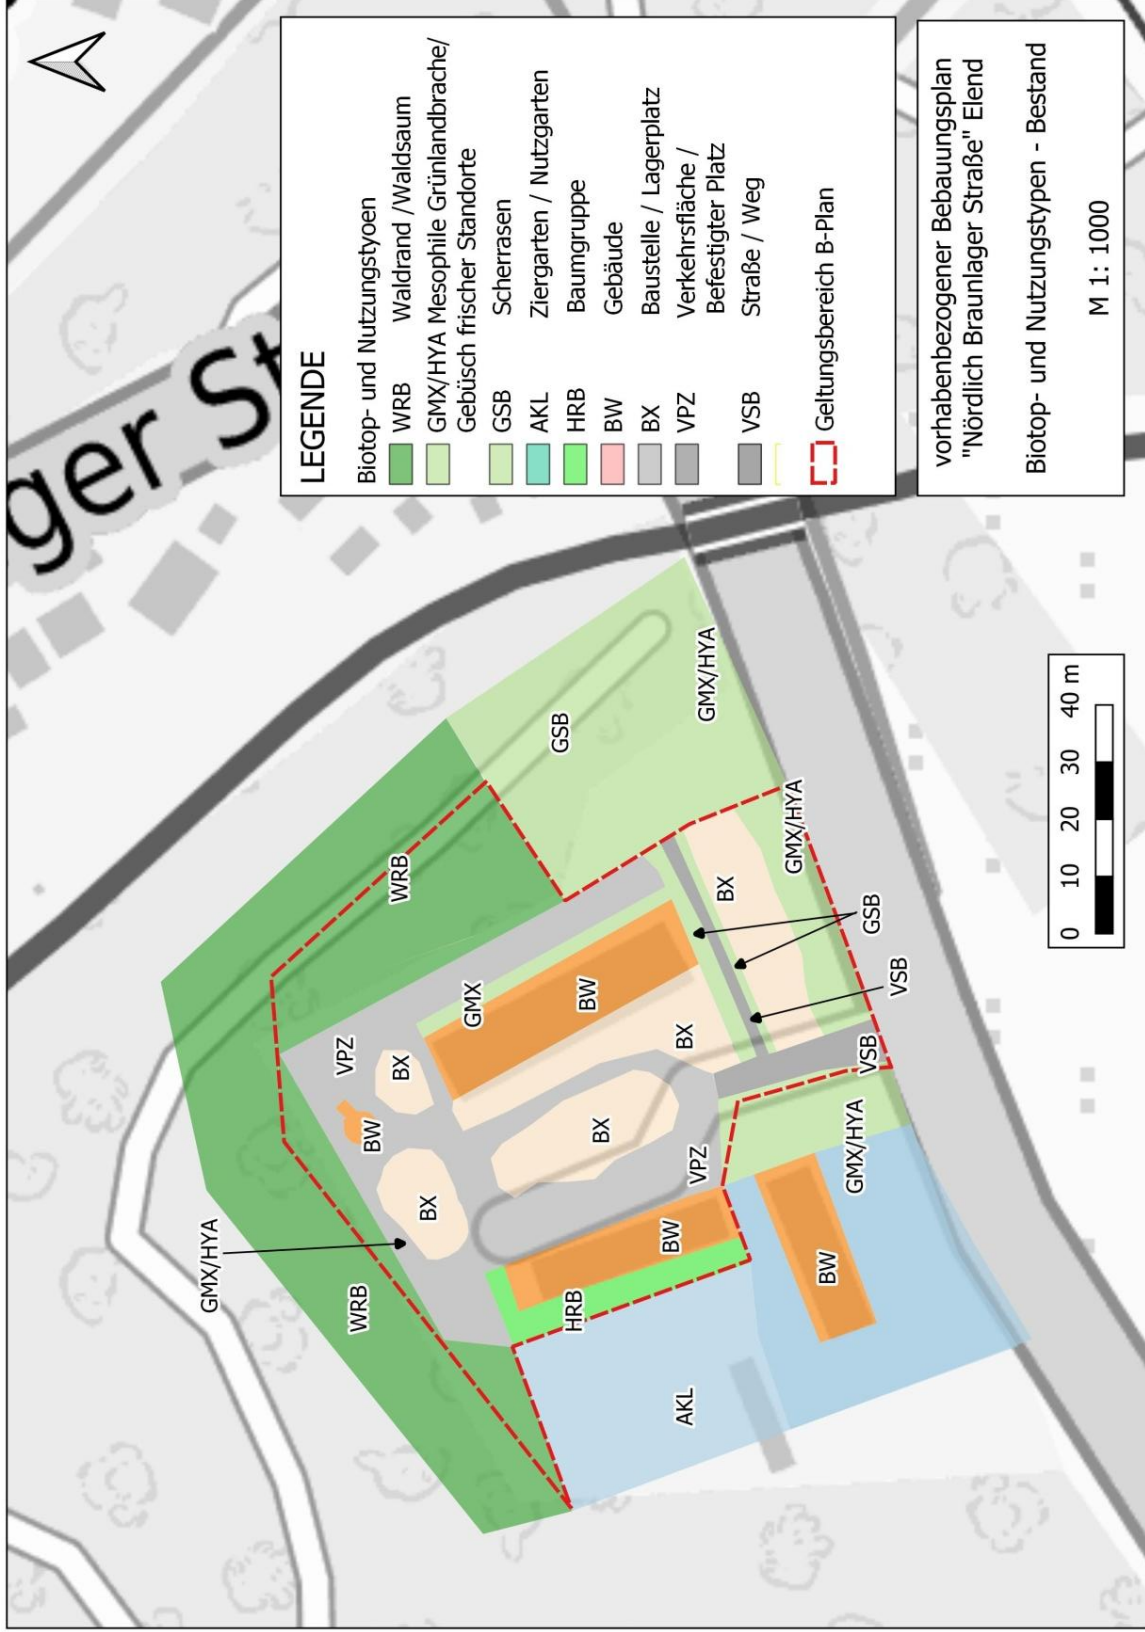 ger St
LEGENDE
Biotop- und Nutzungstyoen
WRB Waldrand /Waldsaum
GMX/HYA Mesophile Grünlandbrache/
Gebüsch frischer Standorte
GSB Scherrasen
AKL Ziergarten / Nutzgarten
HRB Baumgruppe
BW Gebäude
BX Baustelle / Lagerplatz
VPZ Verkehrsfläche /
Befestigter Platz
VSB Straße / Weg
Geltungsbereich B-Plan
vorhabenbezogener Bebauungsplan
"Nördlich Braunlager Straße" Elend
Biotop- und Nutzungstypen - Bestand
M 1: 1000
GMX/HYA
WRB
VPZ
WRB
BW
BX
BX
GMX
BW
GSB
HRB
BX
BX
BW
VPZ
BX
GMX/HYA
AKL
BW
GMX/HYA
VSB
VSB
GSB
GMX/HYA
0 10 20 30 40 m